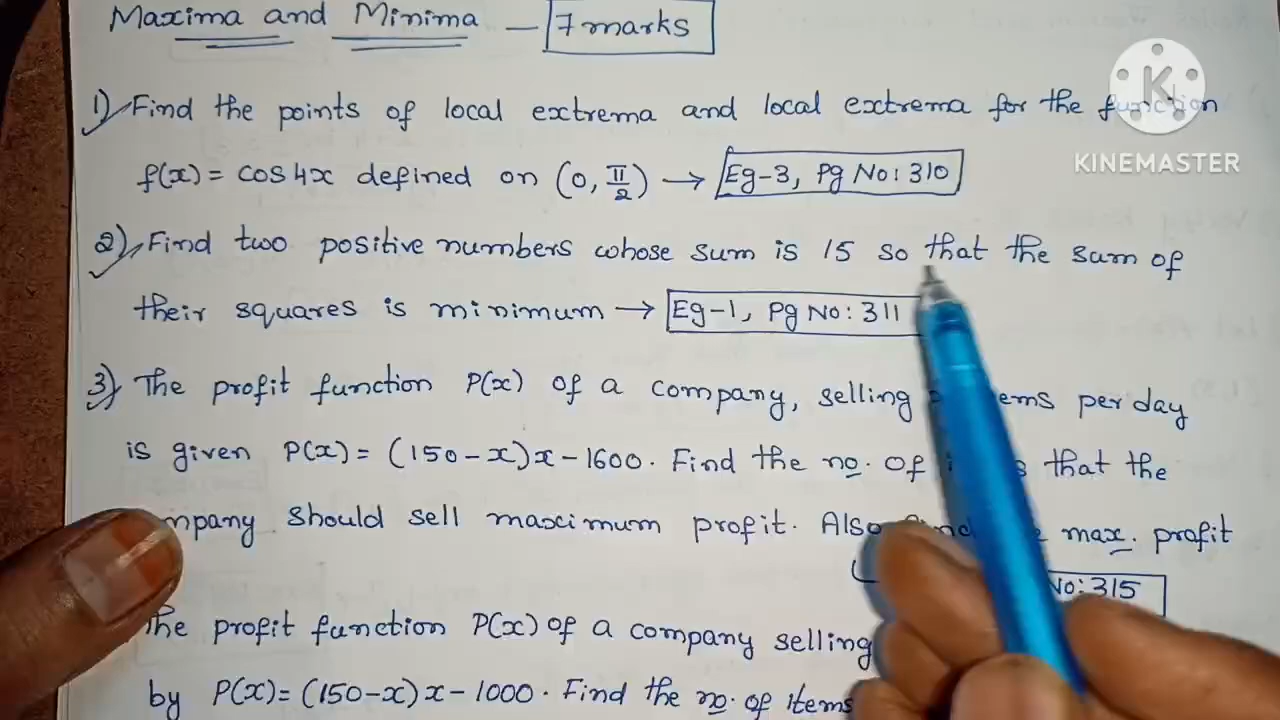 Maxima and Minima - 7 marks
1) Find the points of local extrema and local extrema for the function
f(x) = cos4x defined on (0, π/2) → Eg-3, Pg No: 310
2) Find two positive numbers whose sum is 15 so that the sum of
their squares is minimum → Eg-1, Pg No: 311
3) The profit function P(x) of a company, selling per day
is given P(x) = (150-x)x-1600. Find the no. of that the
should sell maximum profit. Also max. profit
No: 315
The profit function P(x) of a company selling
by P(x) = (150-x)x-1000. Find the no. of items
K
KINEMASTER